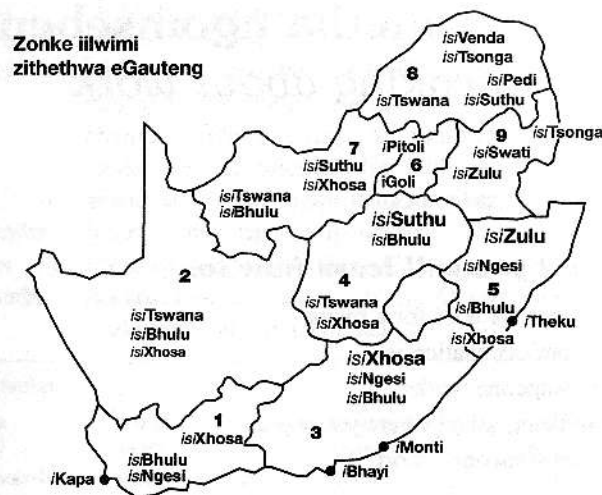 Zonke iilwimi
zithethwa eGauteng
isiVenda
isiTsonga
8
isiPedi
isiTswana
isiSuthu
9
isiTsonga
isiSwati
isiZulu
7
iPitoli
6
iGoli
isiSuthu
isiXhosa
isiTswana
isiBhulu
isiSuthu
isiBhulu
4
isiTswana
isiXhosa
isiZulu
isiNgesi
5
isiBhulu
iTheku
isiXhosa
2
isiTswana
isiBhulu
isiXhosa
isiXhosa
isiNgesi
isiBhulu
3
1
isiXhosa
isiBhulu
isiNgesi
iKapa
iMonti
iBhayi